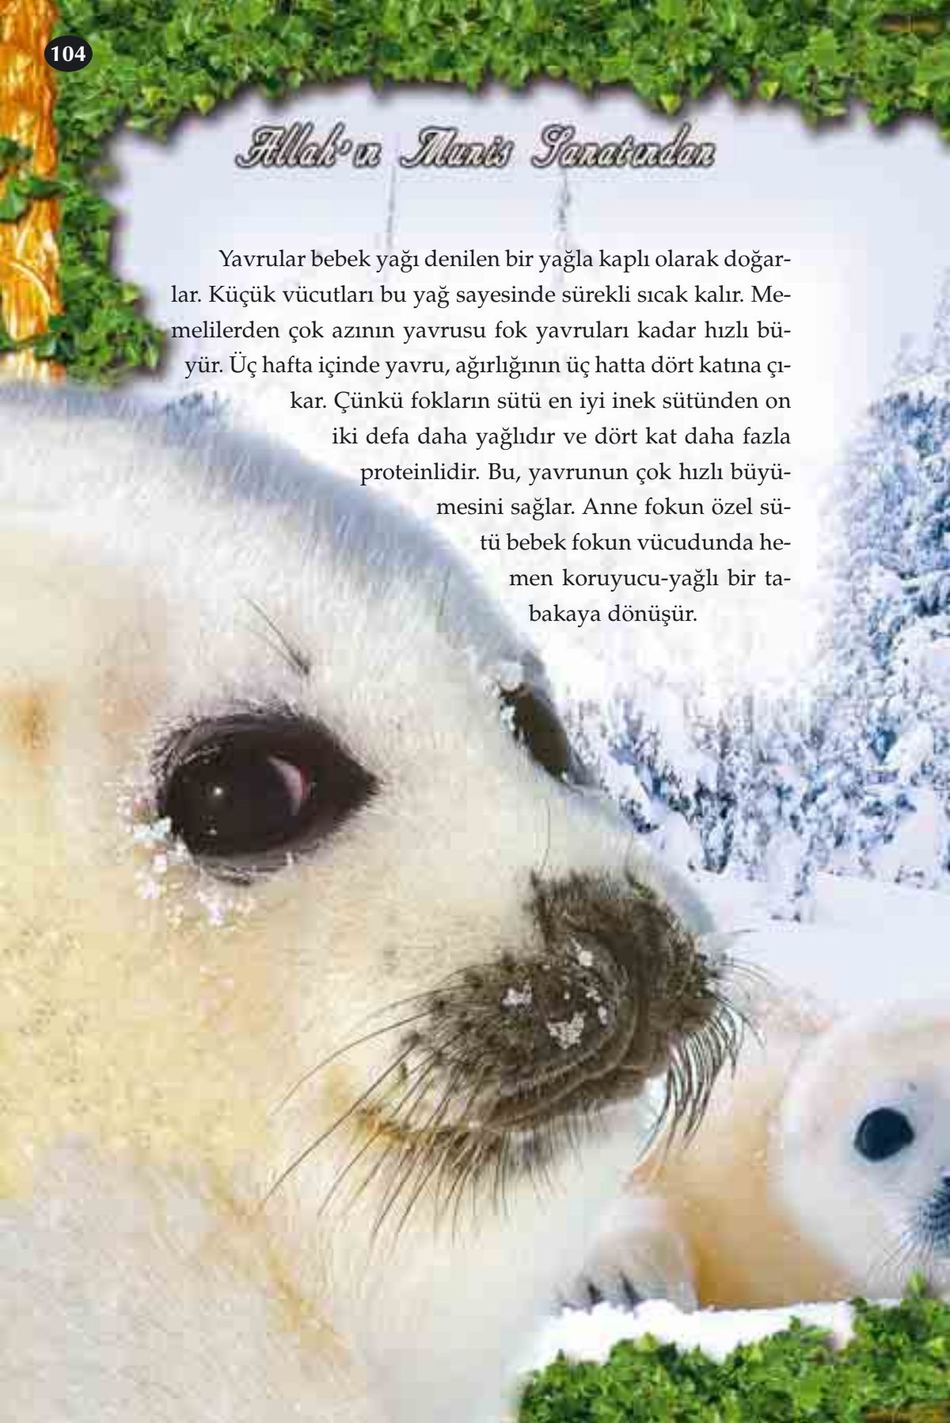 104
Allah'ın Munis Sanatından
Yavrular bebek yağı denilen bir yağla kaplı olarak doğar-
lar. Küçük vücutları bu yağ sayesinde sürekli sıcak kalır. Me-
melilerden çok azının yavrusu fok yavruları kadar hızlı bü-
yür. Üç hafta içinde yavru, ağırlığının üç hatta dört katına çı-
kar. Çünkü fokların sütü en iyi inek sütünden on
iki defa daha yağlıdır ve dört kat daha fazla
proteinlidir. Bu, yavrunun çok hızlı büyü-
mesini sağlar. Anne fokun özel sü-
tü bebek fokun vücudunda he-
men koruyucu-yağlı bir ta-
bakaya dönüşür.